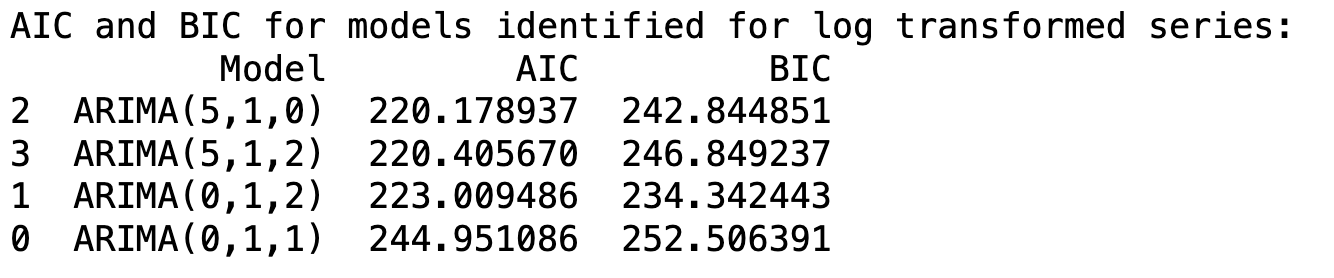 AIC and BIC for models identified for log transformed series:
Model AIC BIC
2 ARIMA(5,1,0) 220.178937 242.844851
3 ARIMA(5,1,2) 220.405670 246.849237
1 ARIMA(0,1,2) 223.009486 234.342443
0 ARIMA(0,1,1) 244.951086 252.506391